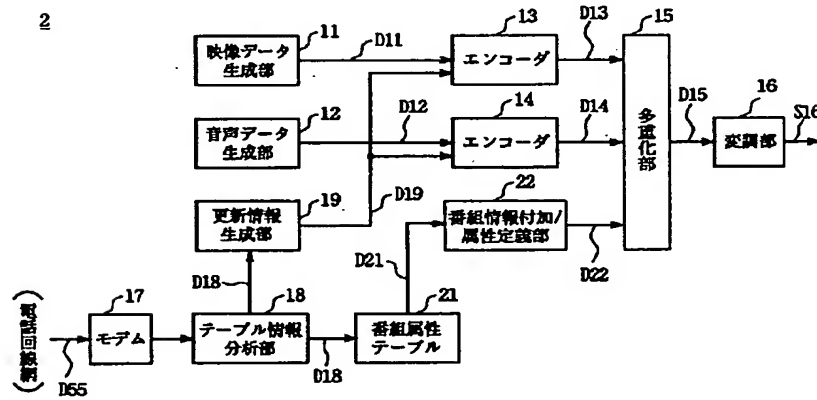 2
11
映像データ
生成部
D11
13
エンコーダ
D13
15
多重化部
D15
16
変調部
S16
12
音声データ
生成部
D12
14
エンコーダ
D14
19
更新情報
生成部
D19
22
番組情報付加/
属性定義部
D22
D18
D21
(電話回線網)
D55
17
モデム
18
テーブル情報
分析部
D18
21
番組属性
テーブル